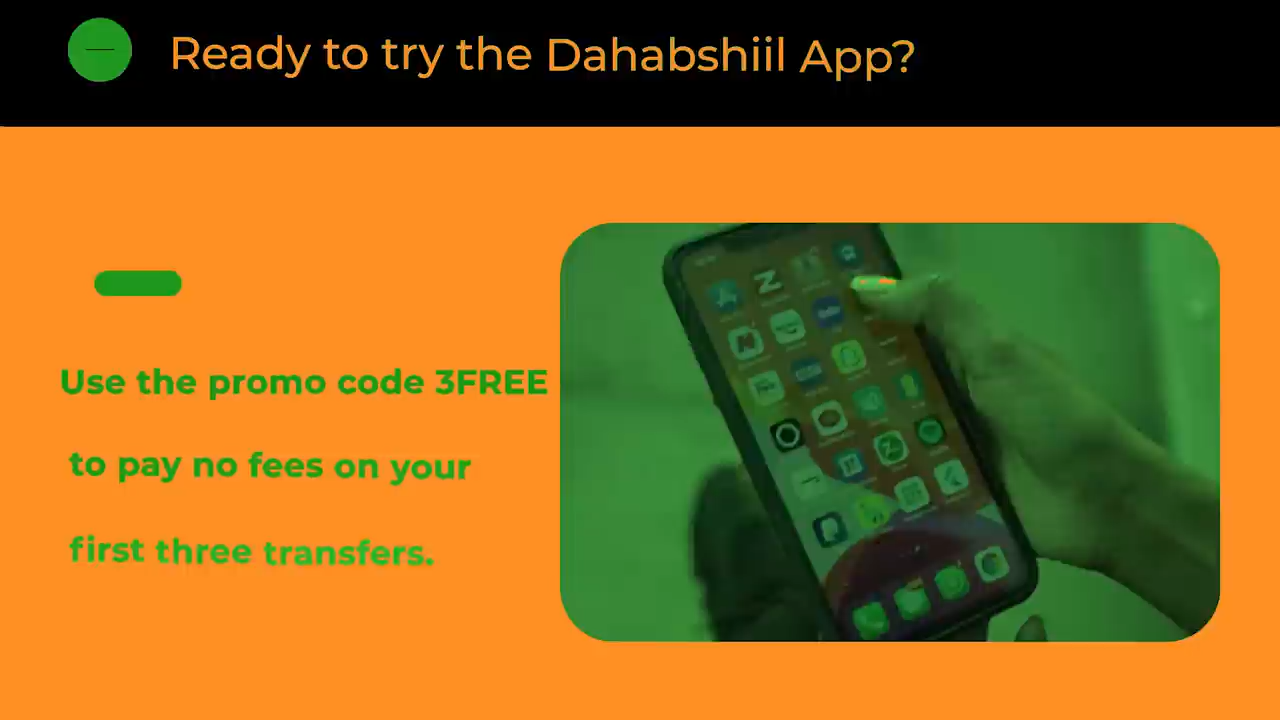 Ready to try the Dahabshiil App?
Use the promo code 3FREE
to pay no fees on your
first three transfers.